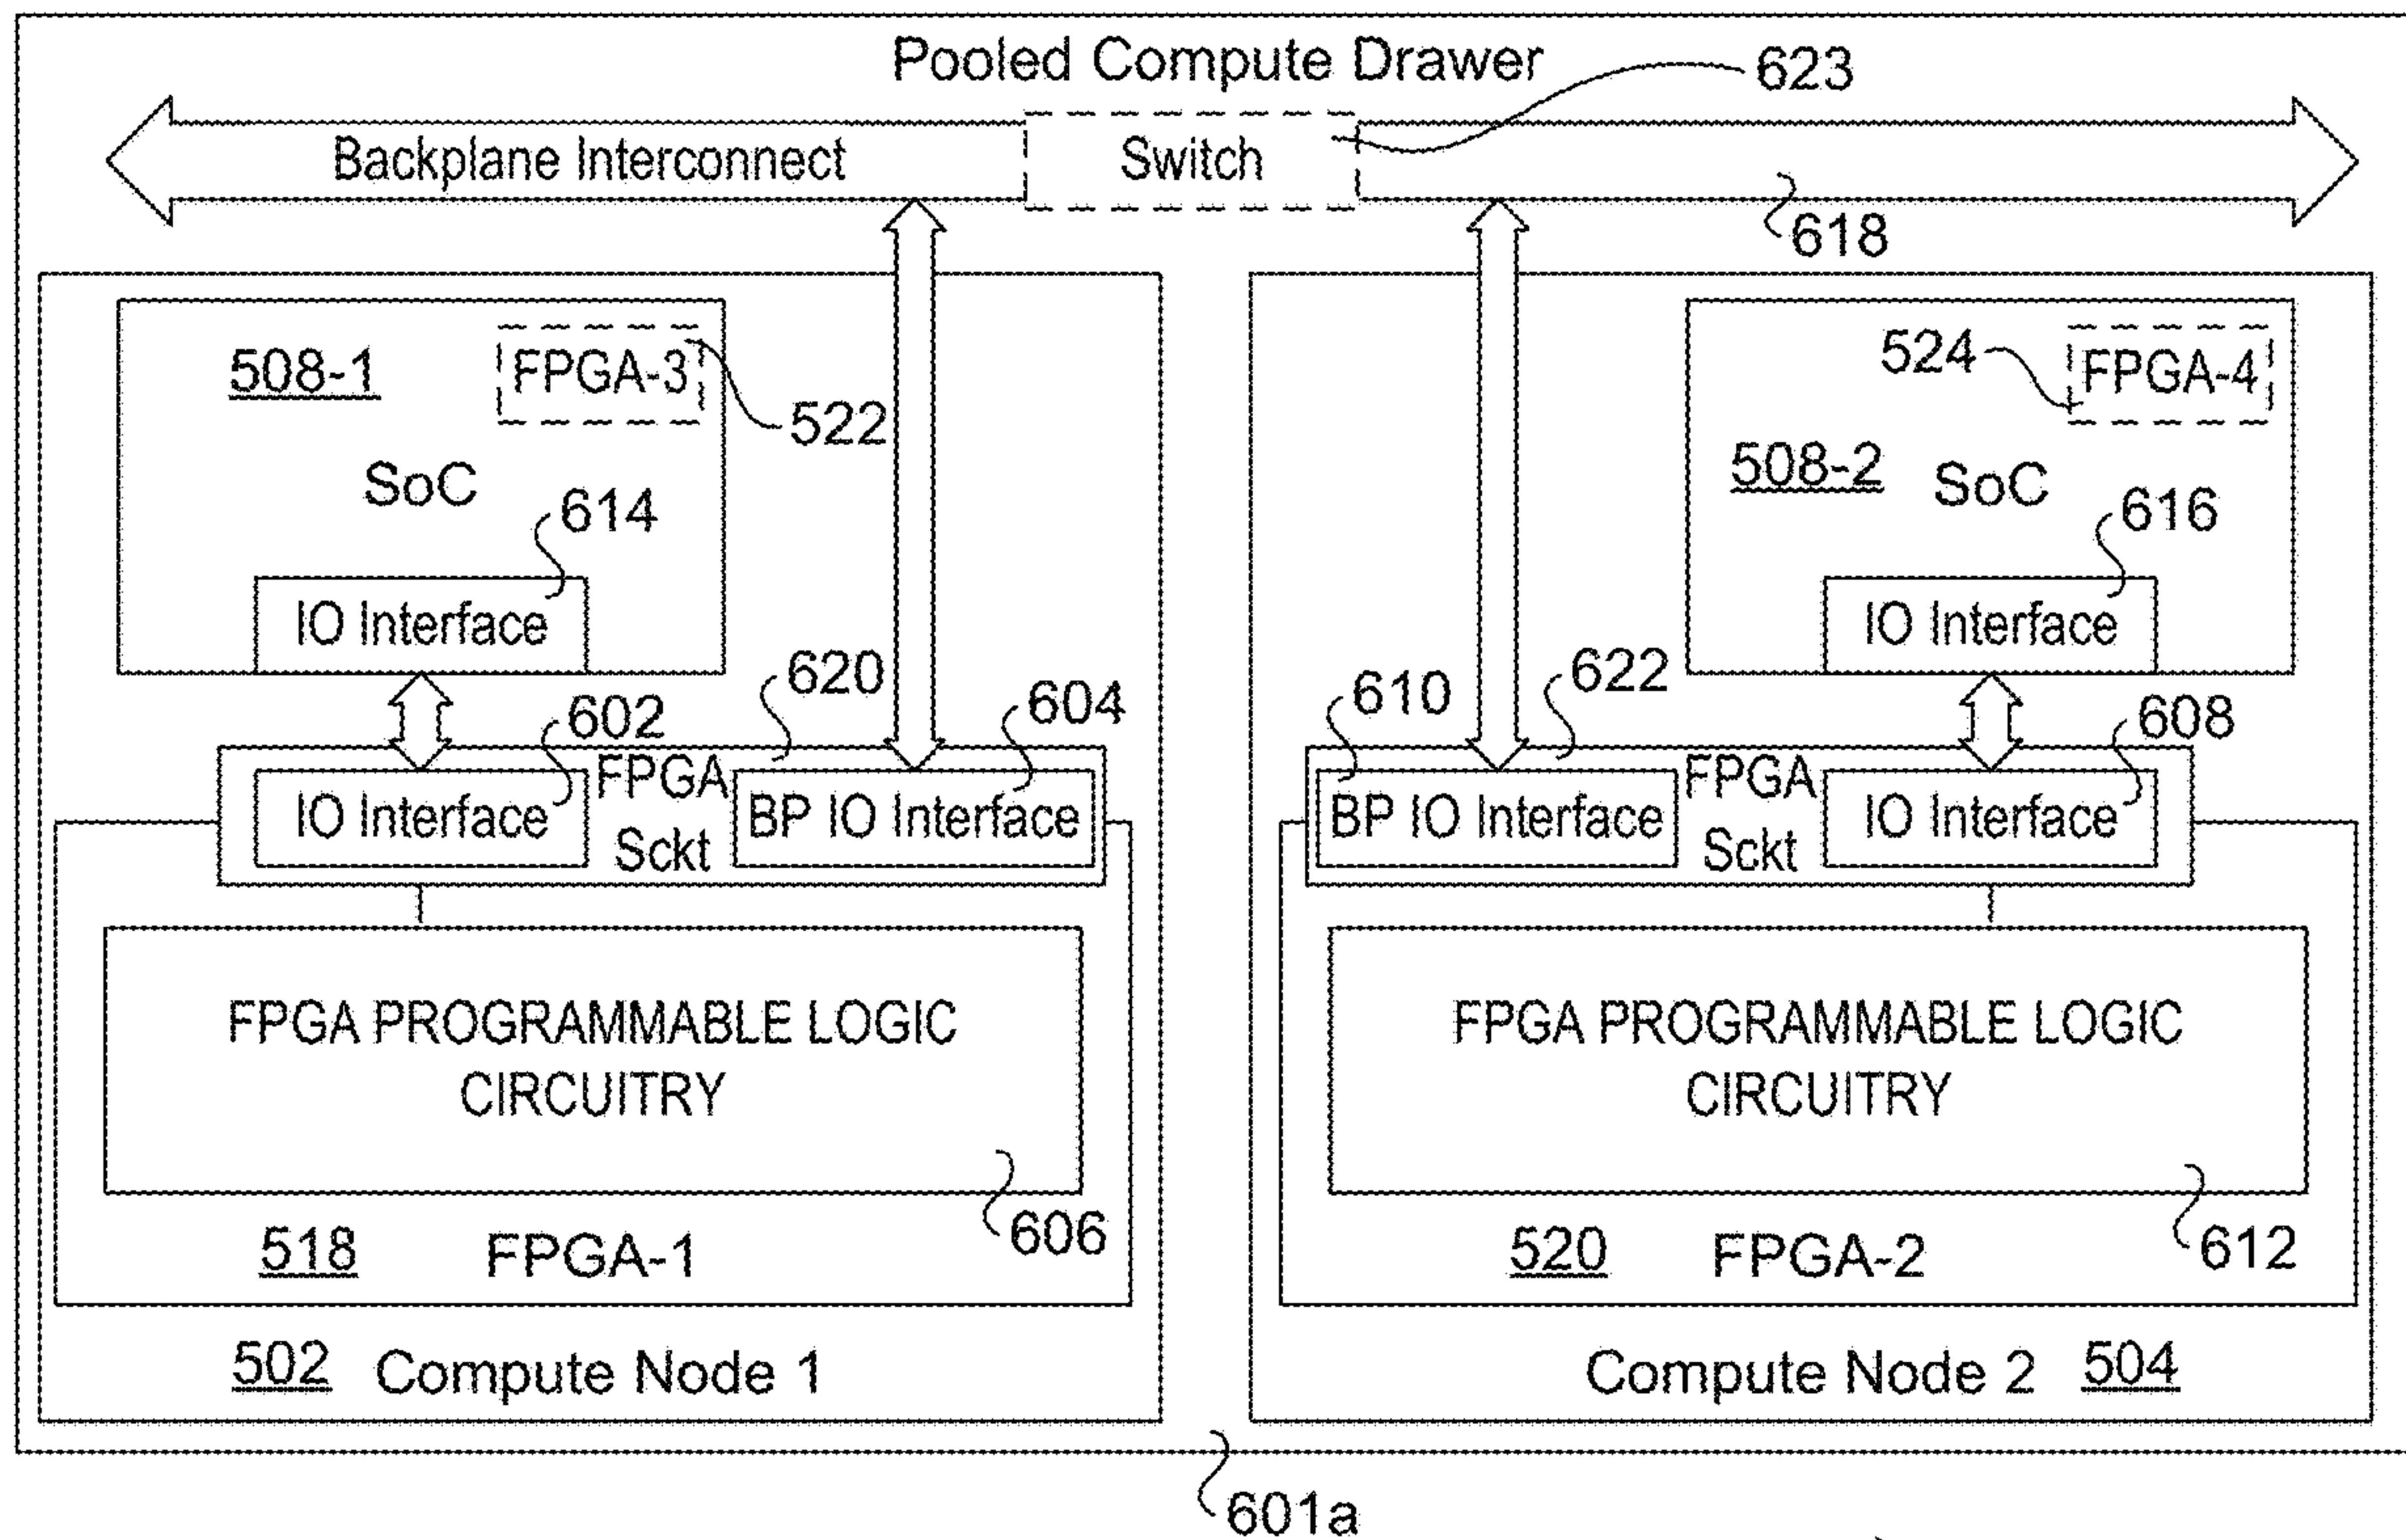 Pooled Compute Drawer
623
Backplane Interconnect
Switch
618
508-1
FPGA-3
522
SoC
614
IO Interface
620
602
604
IO Interface
FPGA
Sckt
BP IO Interface
FPGA PROGRAMMABLE LOGIC
CIRCUITRY
606
518
FPGA-1
502
Compute Node 1
524
FPGA-4
508-2
SoC
616
IO Interface
610
622
608
BP IO Interface
FPGA
Sckt
IO Interface
FPGA PROGRAMMABLE LOGIC
CIRCUITRY
612
520
FPGA-2
Compute Node 2
504
601a